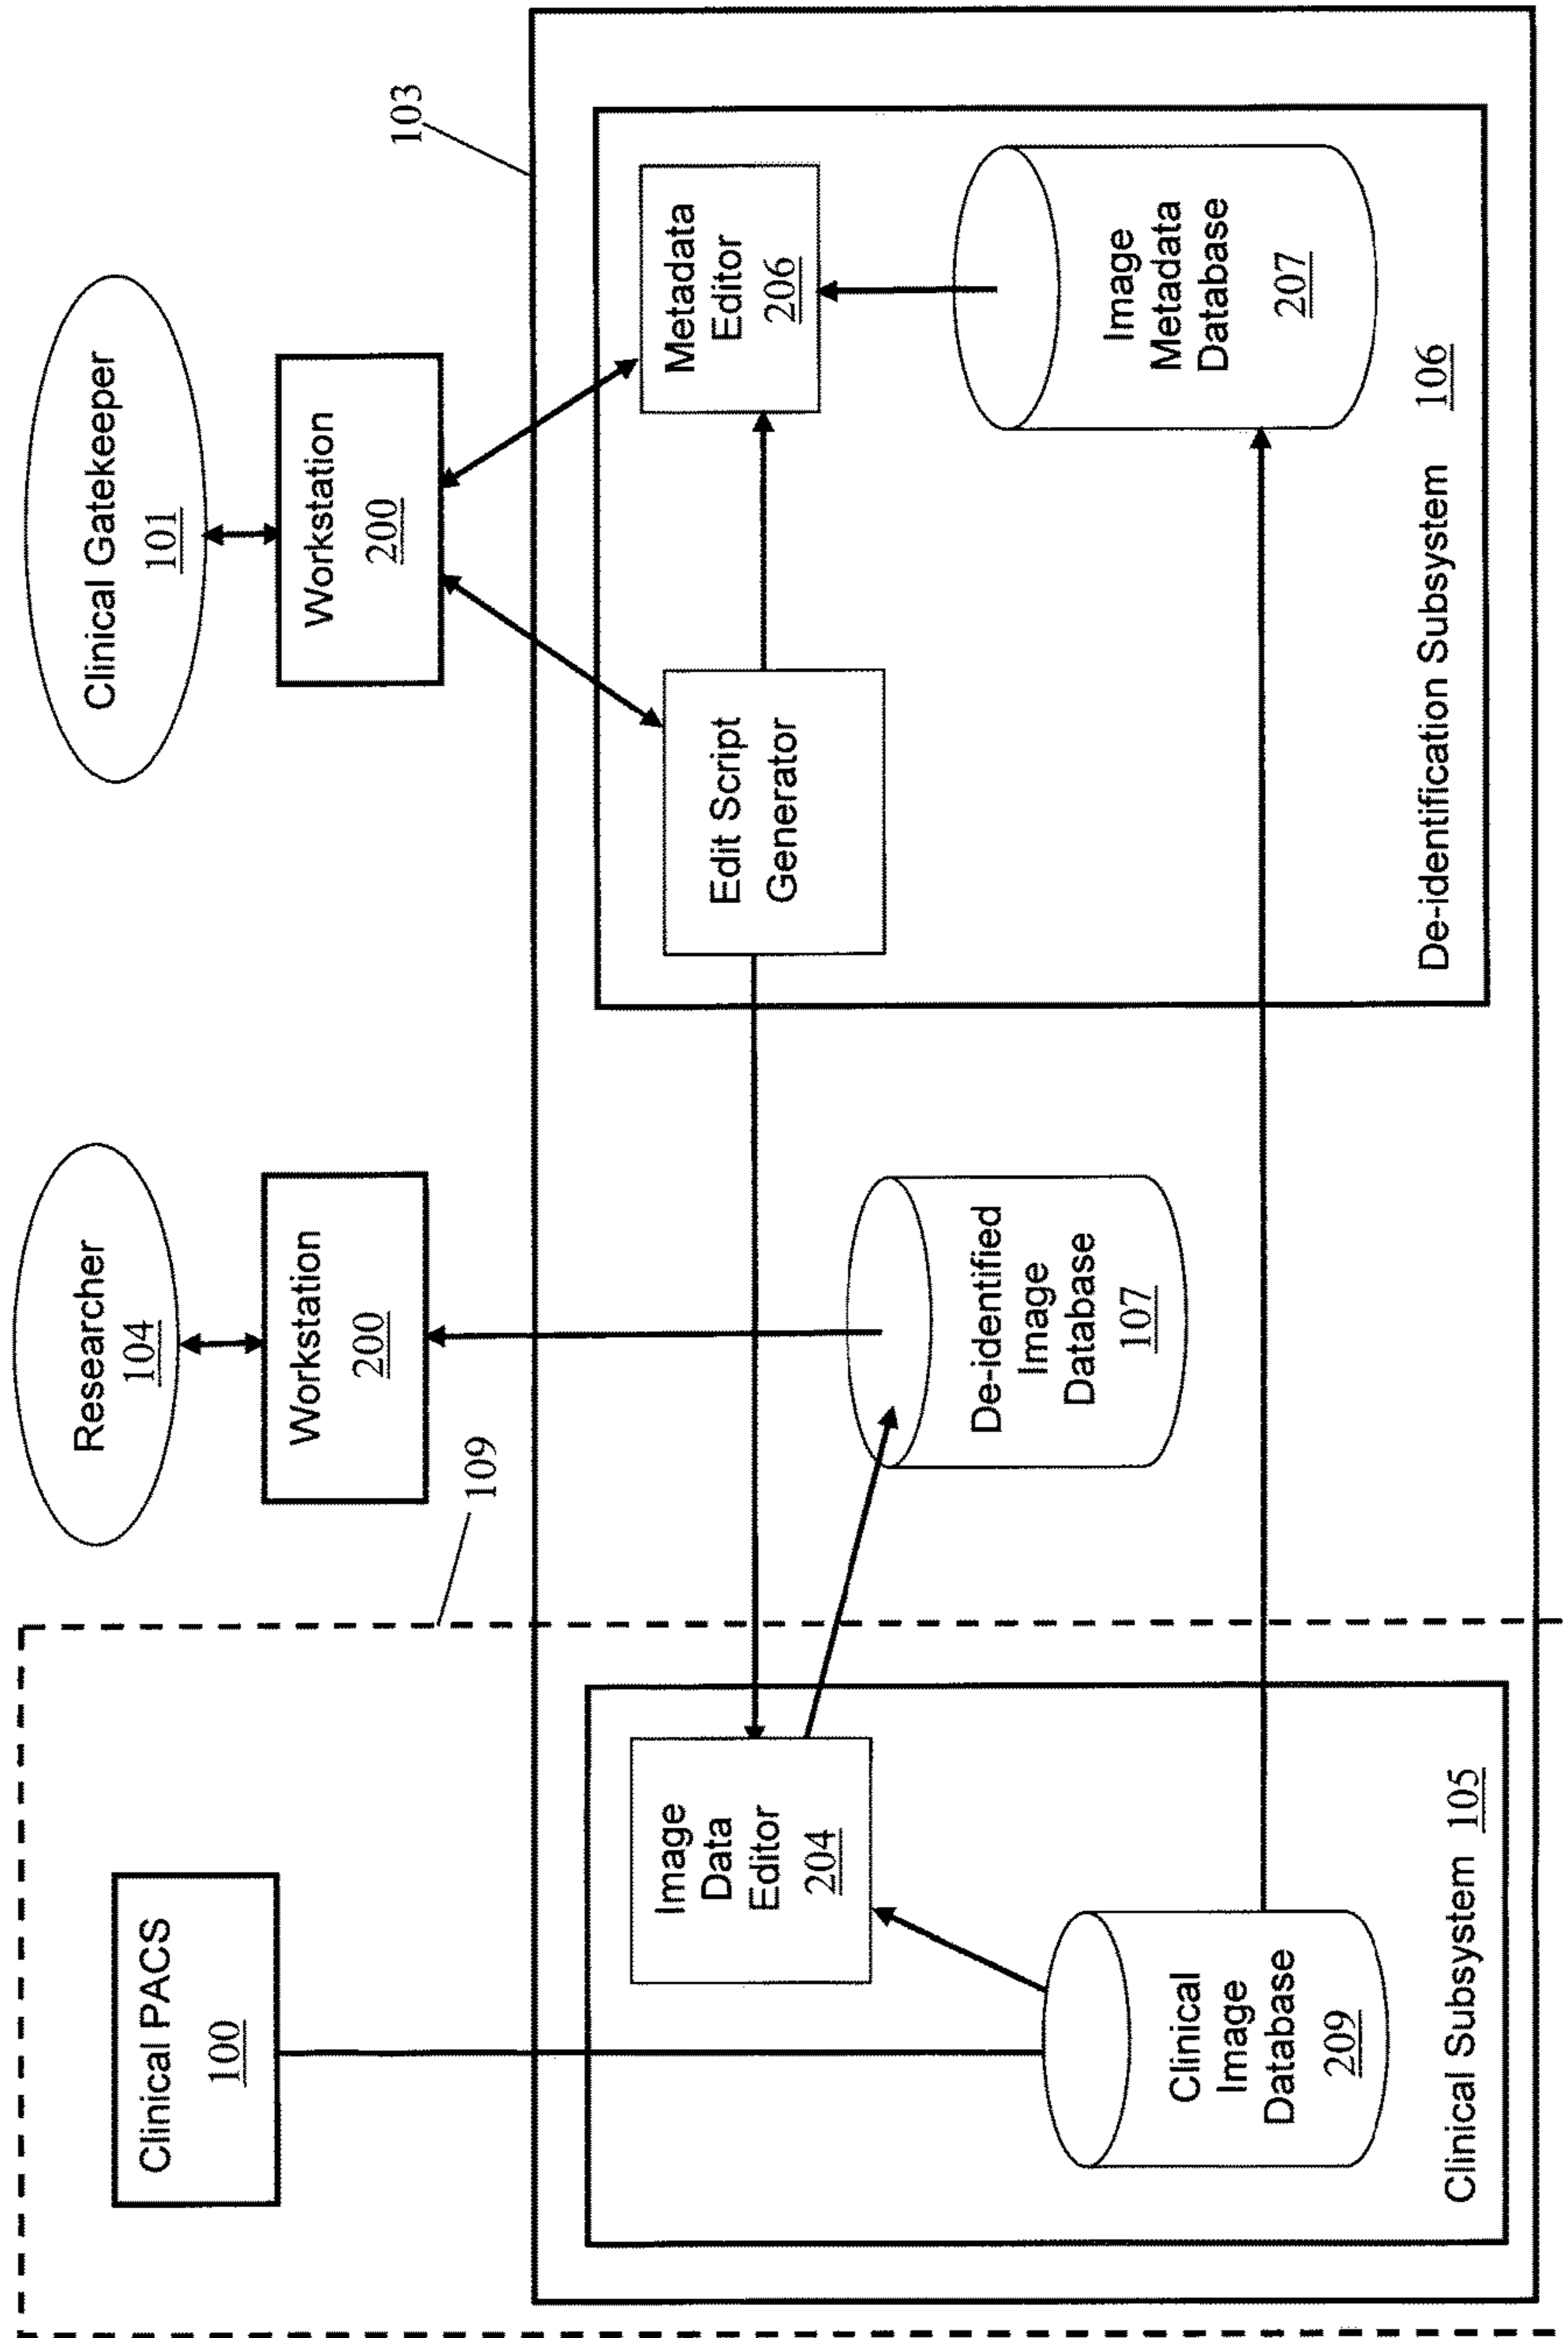 Clinical PACS
100
Researcher
104
Clinical Gatekeeper
101
Workstation
200
Workstation
200
109
103
Image
Data
Editor
204
Edit Script
Generator
Metadata
Editor
206
Clinical
Image
Database
209
De-identified
Image
Database
107
Image
Metadata
Database
207
Clinical Subsystem 105
De-identification Subsystem 106